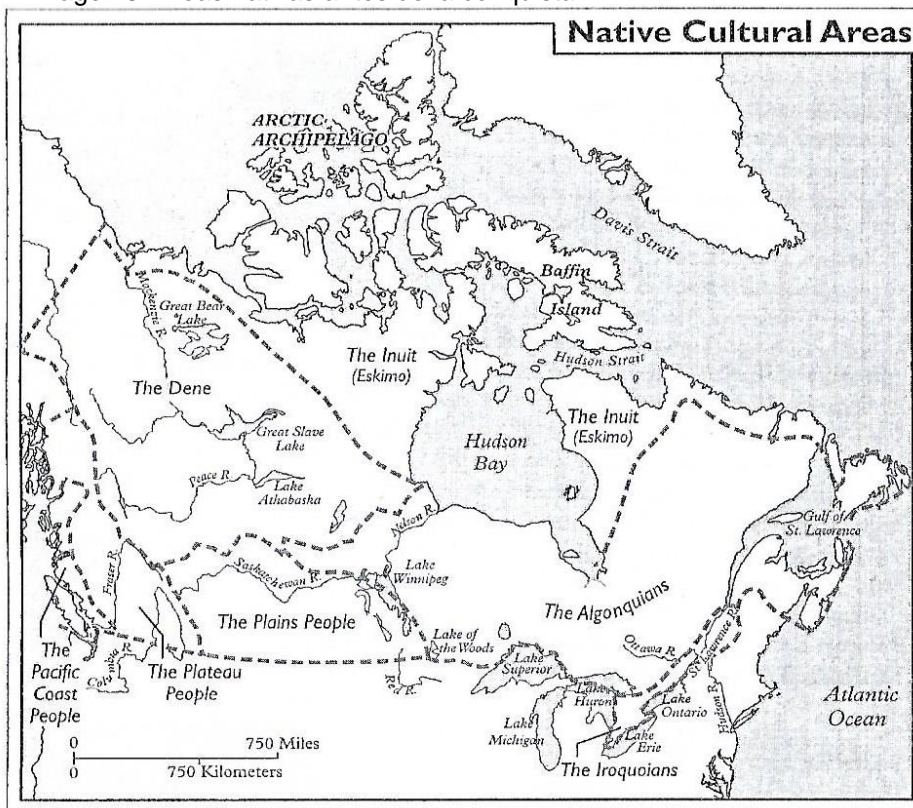 Native Cultural Areas
ARCTIC
ARCHIPELAGO
Davis Strait
Baffin
Island
Mackenzie R.
Great Bear
Lake
The Inuit
(Eskimo)
Hudson Strait
The Dene
The Inuit
(Eskimo)
Great Slave
Lake
Hudson
Bay
Peace R.
Lake
Athabaska
Nelson R.
Gulf of
St. Lawrence
Fraser R.
Saskatchewan R.
Lake
Winnipeg
The Plains People
The Algonquians
Lake of
the Woods
Ottawa R.
St. Lawrence R.
The
Pacific
Coast
People
Columbia R.
The Plateau
People
Red R.
Lake
Superior
Lake
Huron
Lake
Ontario
Hudson R.
Atlantic
Ocean
Lake
Michigan
Lake
Erie
The Iroquoians
0 750 Miles
0 750 Kilometers